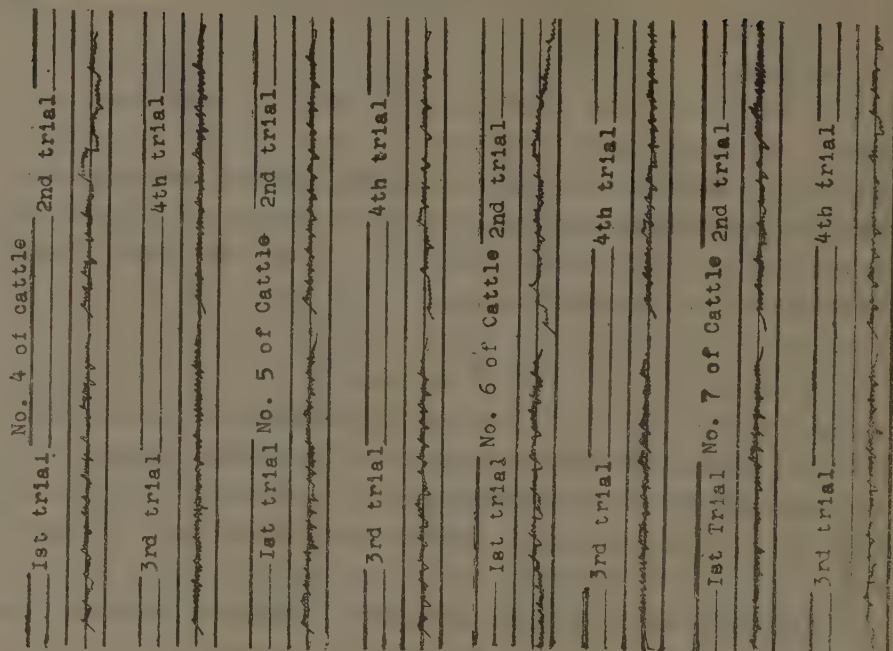 No. 4 of cattle
Ist trial 2nd trial
3rd trial 4th trial
Ist trial No. 5 of Cattle 2nd trial
3rd trial 4th trial
Ist trial No. 6 of Cattle 2nd trial
3rd trial 4th trial
Ist Trial No. 7 of Cattle 2nd trial
3rd trial 4th trial